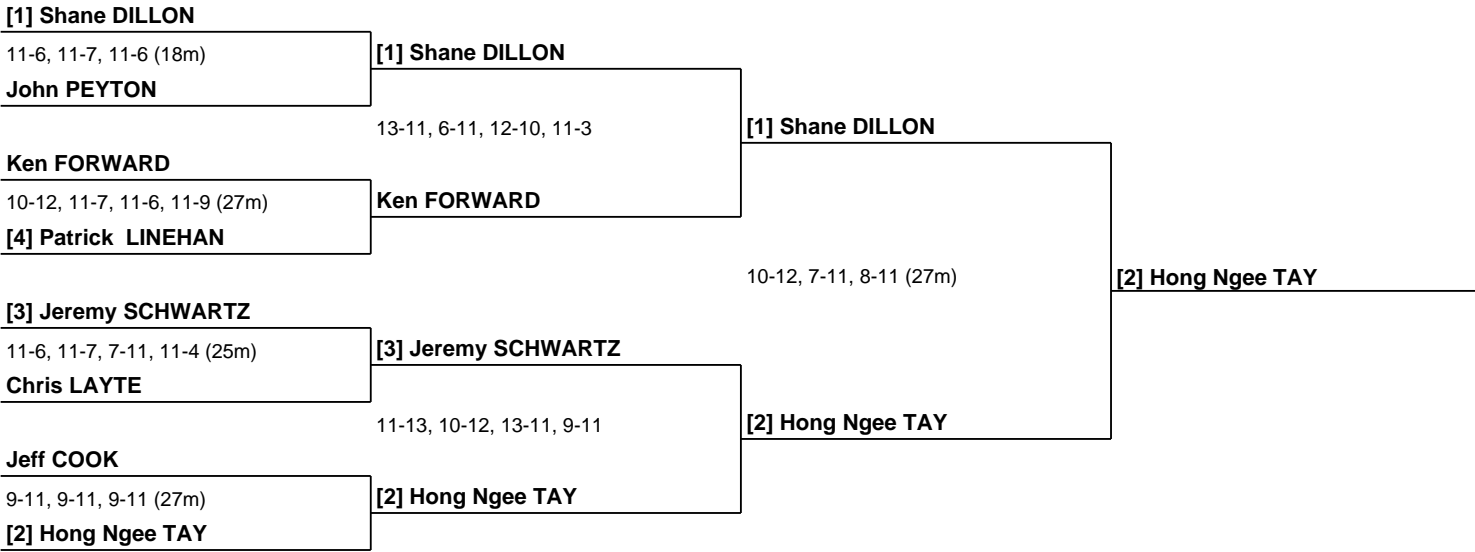 [1] Shane DILLON
11-6, 11-7, 11-6 (18m)
John PEYTON
Ken FORWARD
10-12, 11-7, 11-6, 11-9 (27m)
[4] Patrick  LINEHAN
[3] Jeremy SCHWARTZ
11-6, 11-7, 7-11, 11-4 (25m)
Chris LAYTE
Jeff COOK
9-11, 9-11, 9-11 (27m)
[2] Hong Ngee TAY
[1] Shane DILLON
13-11, 6-11, 12-10, 11-3
Ken FORWARD
[3] Jeremy SCHWARTZ
11-13, 10-12, 13-11, 9-11
[2] Hong Ngee TAY
[1] Shane DILLON
10-12, 7-11, 8-11 (27m)
[2] Hong Ngee TAY
[2] Hong Ngee TAY